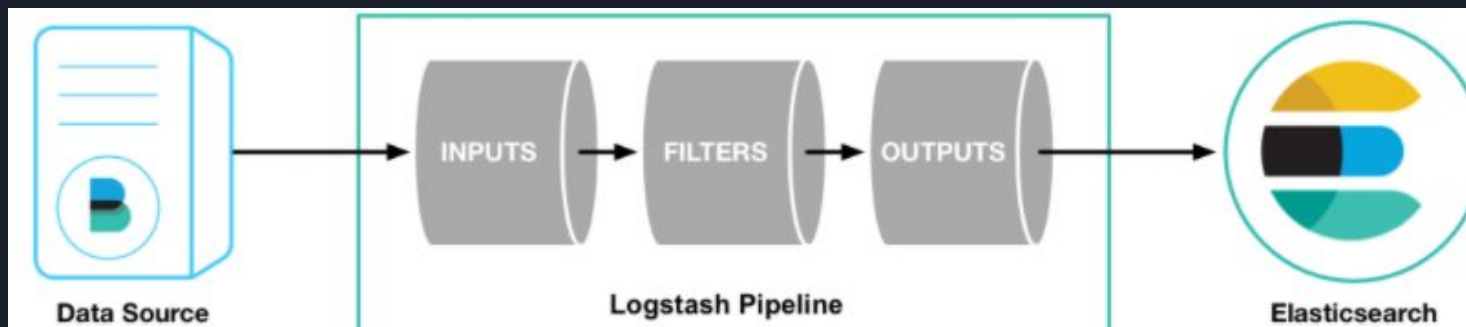 INPUTS
FILTERS
OUTPUTS
Data Source
Logstash Pipeline
Elasticsearch